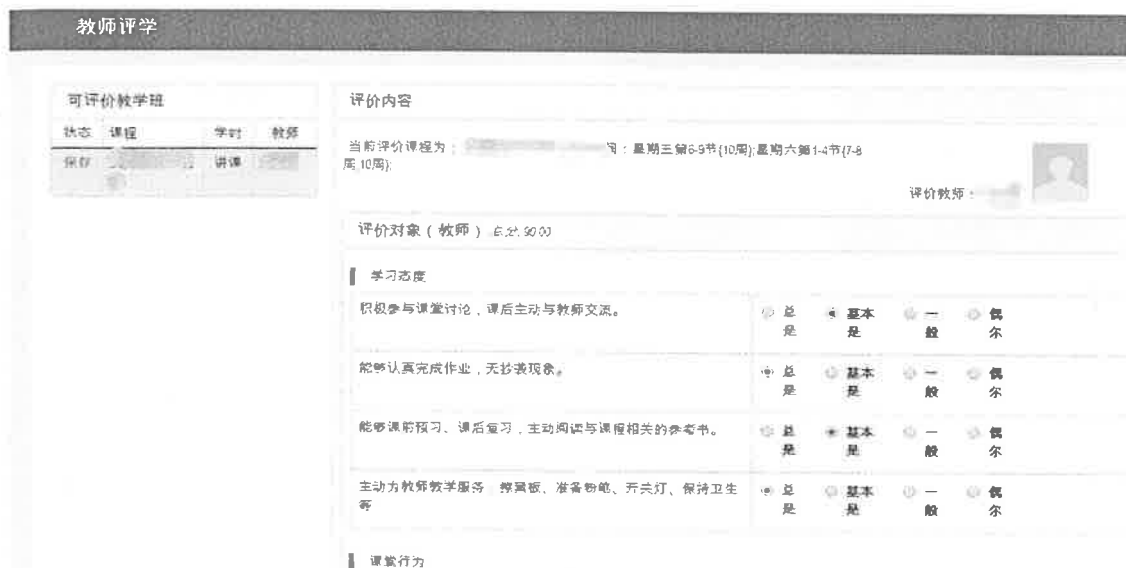 教师评学
可评价教学班
状态 课程 学时 教师
保存 讲课
评价内容
当前评价课程为： 间：星期三第6-9节{10周};星期六第1-4节{7-8
周,10周};
评价教师：
评价对象（教师） 总分:90.00
学习态度
积极参与课堂讨论，课后主动与教师交流。 总是 基本是 一般 偶尔
能够认真完成作业，无抄袭现象。 总是 基本是 一般 偶尔
能够课前预习、课后复习，主动阅读与课程相关的参考书。 总是 基本是 一般 偶尔
主动为教师教学服务：擦黑板、准备粉笔、开关灯、保持卫生
等 总是 基本是 一般 偶尔
课堂行为